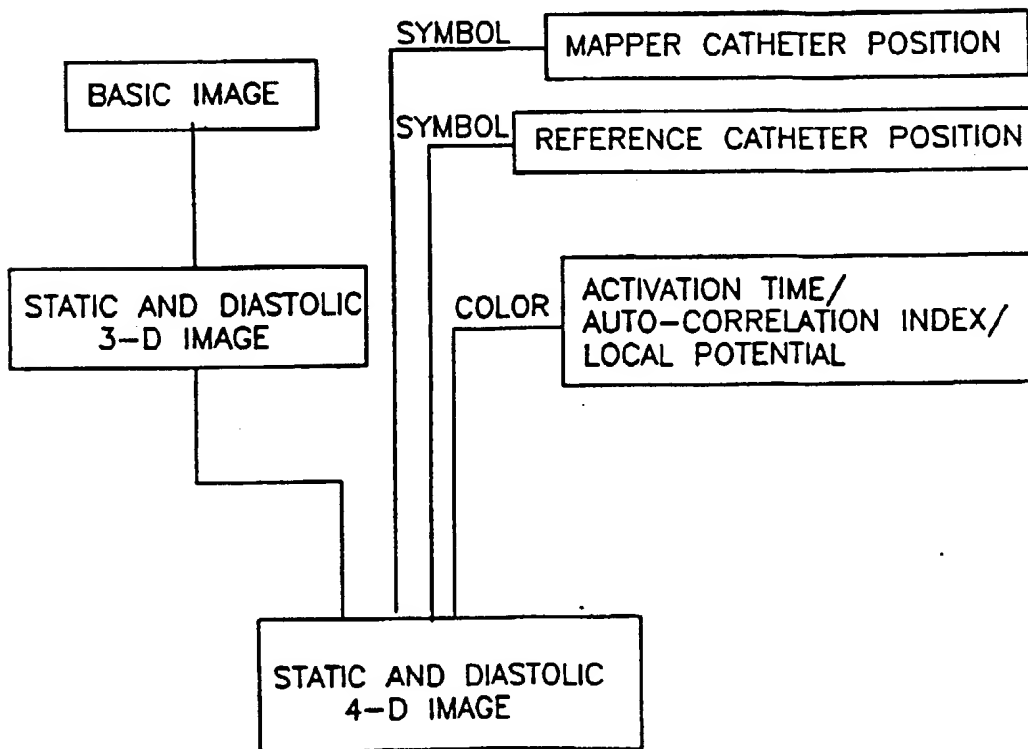 SYMBOL
MAPPER CATHETER POSITION
BASIC IMAGE
SYMBOL
REFERENCE CATHETER POSITION
STATIC AND DIASTOLIC
3-D IMAGE
COLOR
ACTIVATION TIME/
AUTO-CORRELATION INDEX/
LOCAL POTENTIAL
STATIC AND DIASTOLIC
4-D IMAGE